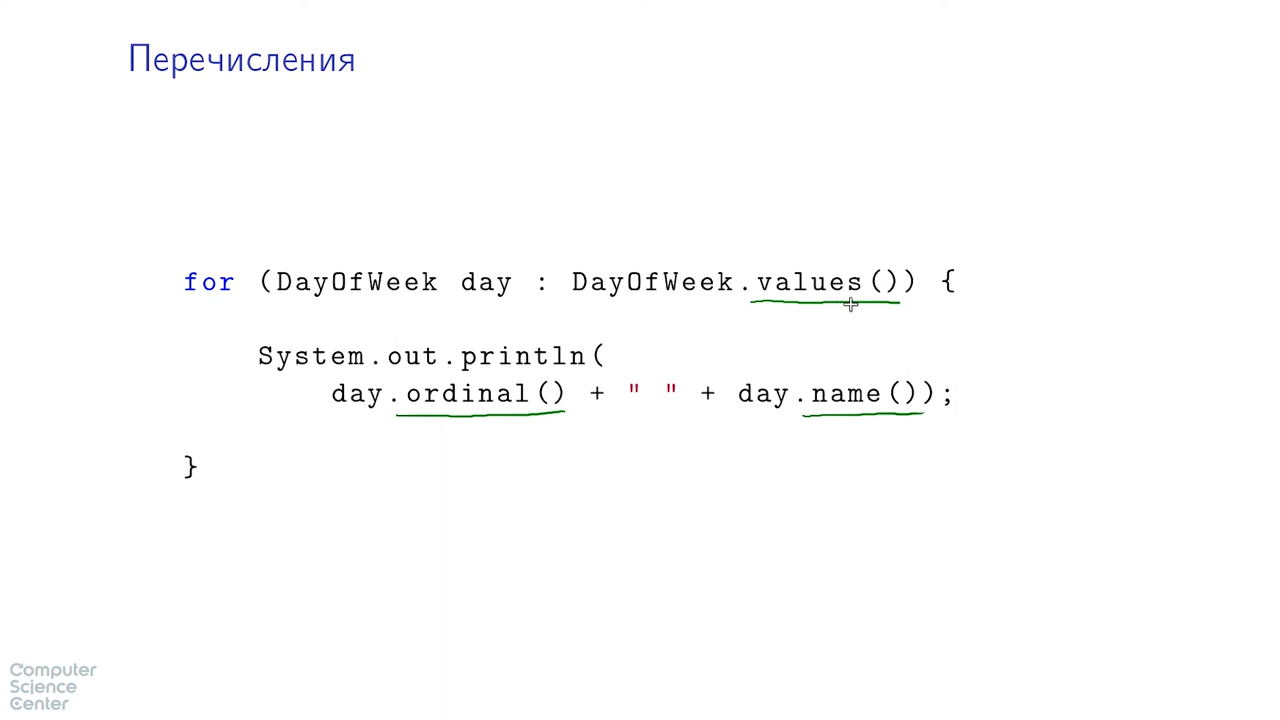 Перечисления
for (DayOfWeek day : DayOfWeek.values()) {
System.out.println(
day.ordinal() + " " + day.name());
}
Computer
Science
Center